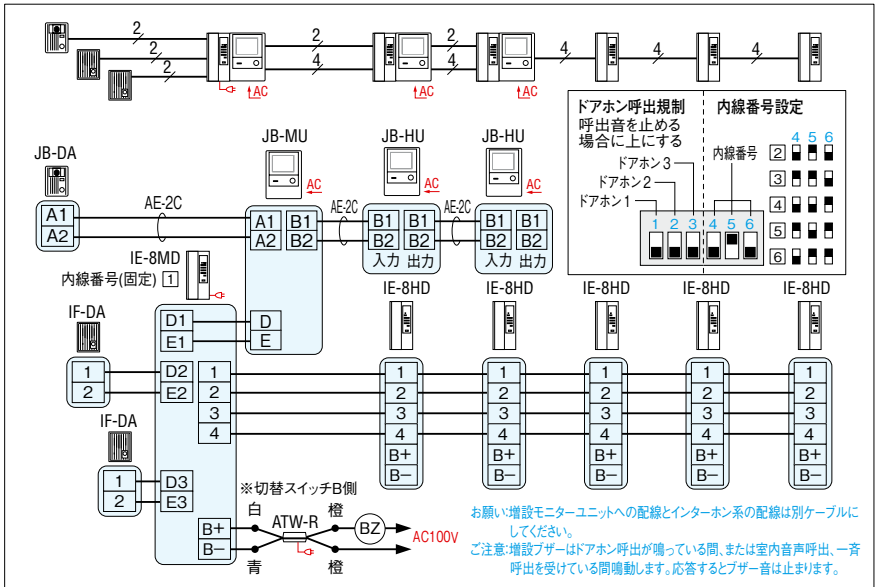 2
2
2
2
4
2
4
4
4
4
AC
AC
AC
ドアホン呼出規制
呼出音を止める
場合に上にする
ドアホン3
ドアホン2
ドアホン1
1 2 3 4 5 6
内線番号設定
内線番号
4 5 6
2
3
4
5
6
JB-DA
A1
A2
AE-2C
JB-MU
AC
A1 B1
A2 B2
D
E
AE-2C
JB-HU
AC
B1 B1
B2 B2
入力 出力
AE-2C
JB-HU
AC
B1 B1
B2 B2
入力 出力
IE-8MD
内線番号(固定) 1
D1
E1
D2
E2
D3
E3
1
2
3
4
B+
B−
IF-DA
1
2
IF-DA
1
2
IE-8HD
1
2
3
4
B+
B−
IE-8HD
1
2
3
4
B+
B−
IE-8HD
1
2
3
4
B+
B−
IE-8HD
1
2
3
4
B+
B−
IE-8HD
1
2
3
4
B+
B−
※切替スイッチB側
白 橙
ATW-R
BZ
AC100V
青 橙
お願い:増設モニターユニットへの配線とインターホン系の配線は別ケーブルに
してください。
ご注意:増設ブザーはドアホン呼出が鳴っている間、または室内音声呼出、一斉
呼出を受けている間鳴動します。応答するとブザー音は止まります。